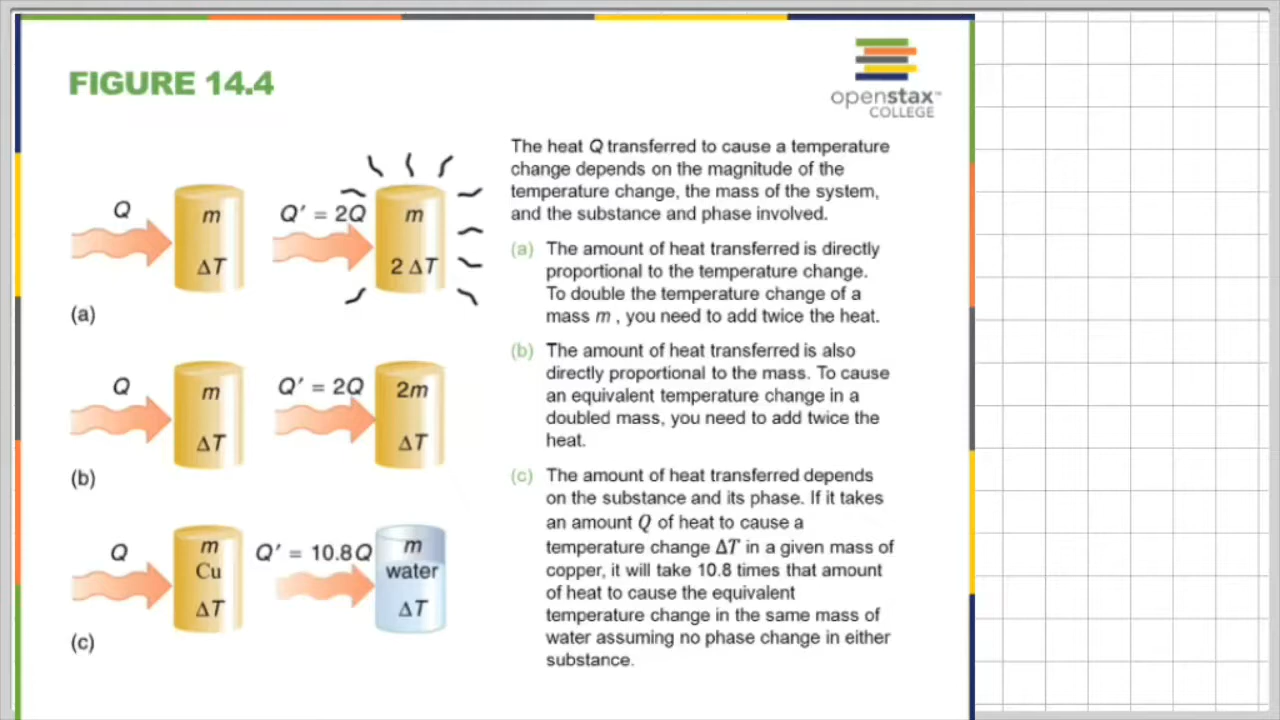 FIGURE 14.4
openstax™
COLLEGE
Q
m
ΔT
Q' = 2Q
m
2 ΔT
(a)
Q
m
ΔT
Q' = 2Q
2m
ΔT
(b)
Q
m
Cu
ΔT
Q' = 10.8Q
m
water
ΔT
(c)
The heat Q transferred to cause a temperature
change depends on the magnitude of the
temperature change, the mass of the system,
and the substance and phase involved.
(a) The amount of heat transferred is directly
proportional to the temperature change.
To double the temperature change of a
mass m , you need to add twice the heat.
(b) The amount of heat transferred is also
directly proportional to the mass. To cause
an equivalent temperature change in a
doubled mass, you need to add twice the
heat.
(c) The amount of heat transferred depends
on the substance and its phase. If it takes
an amount Q of heat to cause a
temperature change ΔT in a given mass of
copper, it will take 10.8 times that amount
of heat to cause the equivalent
temperature change in the same mass of
water assuming no phase change in either
substance.